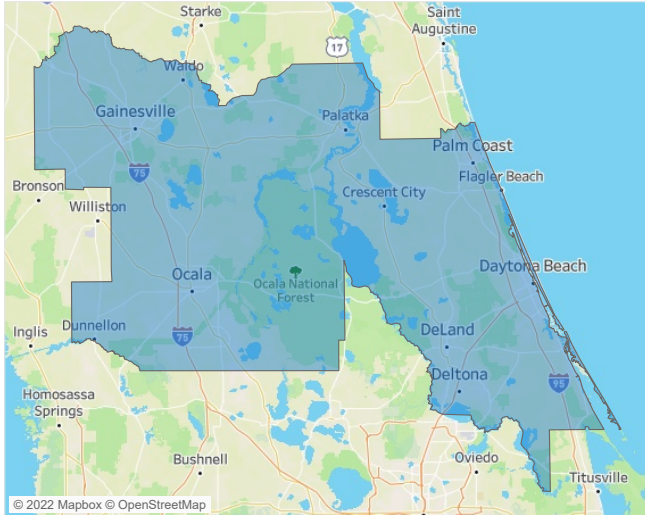 Starke
Saint
Augustine
17
Waldo
Gainesville
Palatka
Palm Coast
75
Flagler Beach
Bronson
Crescent City
Williston
Daytona Beach
Ocala
Ocala National
Forest
Inglis
Dunnellon
75
DeLand
Deltona
95
Homosassa
Springs
Bushnell
Oviedo
Titusville
© 2022 Mapbox © OpenStreetMap